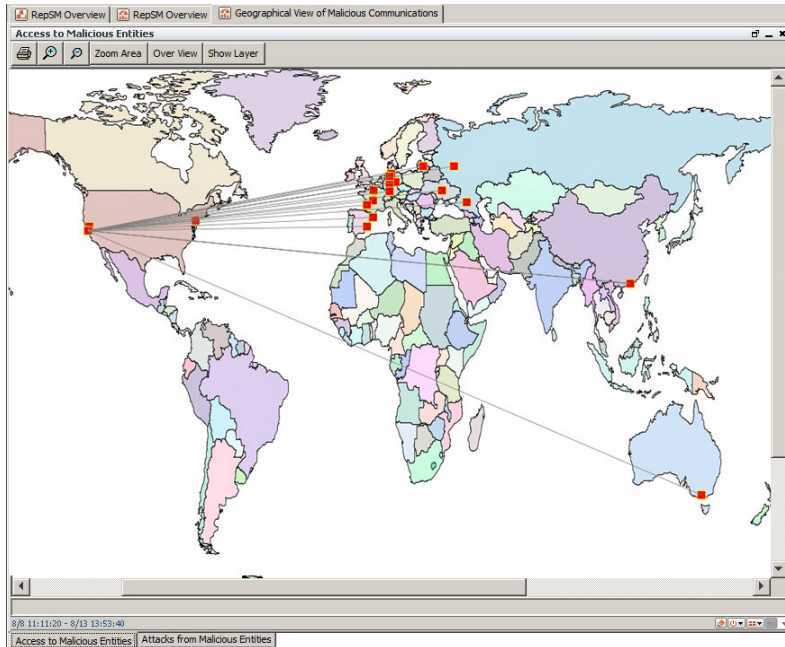 RepSM Overview RepSM Overview Geographical View of Malicious Communications
Access to Malicious Entities
Zoom Area Over View Show Layer
8/8 11:11:20 - 8/13 13:53:40
Access to Malicious Entities Attacks from Malicious Entities